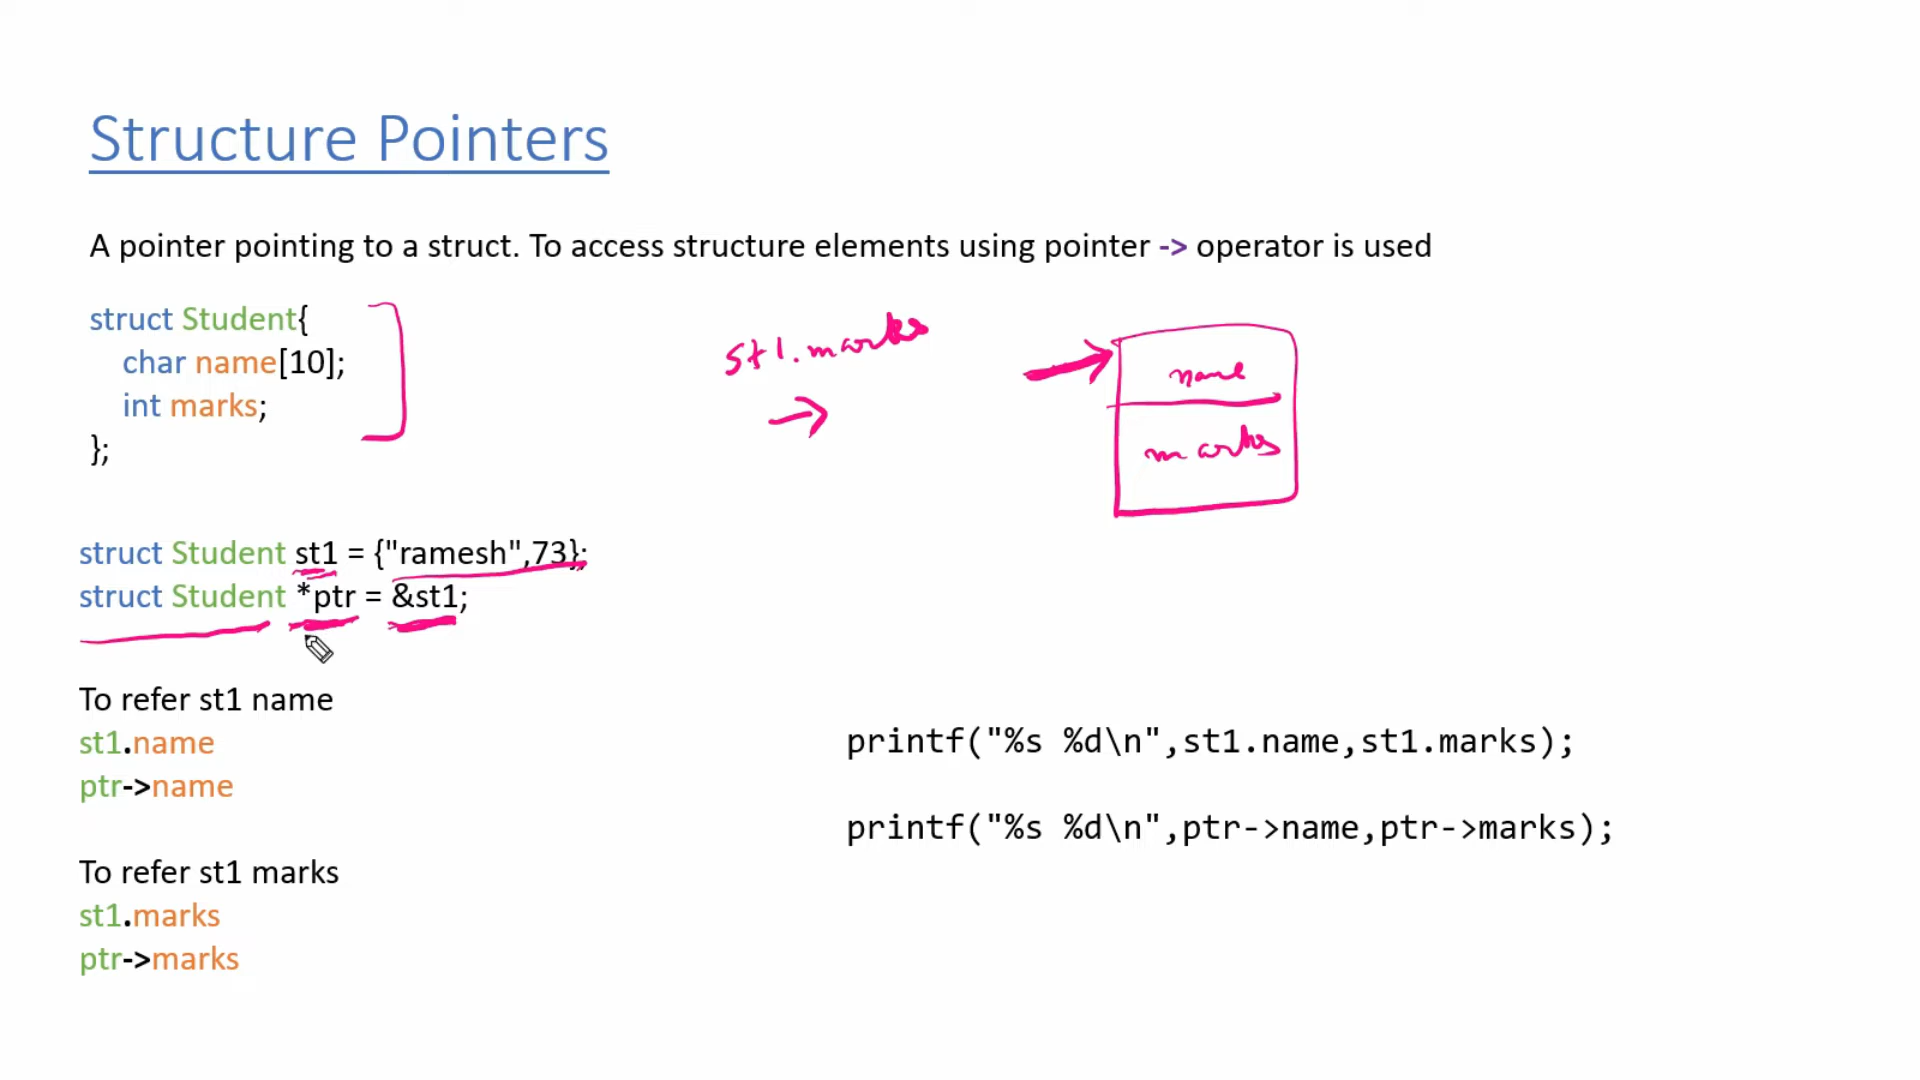 Structure Pointers
A pointer pointing to a struct. To access structure elements using pointer -> operator is used
struct Student{
char name[10];
int marks;
};
st1.marks
→
name
marks
struct Student st1 = {"ramesh",73};
struct Student *ptr = &st1;
To refer st1 name
st1.name
ptr->name
To refer st1 marks
st1.marks
ptr->marks
printf("%s %d\n",st1.name,st1.marks);
printf("%s %d\n",ptr->name,ptr->marks);